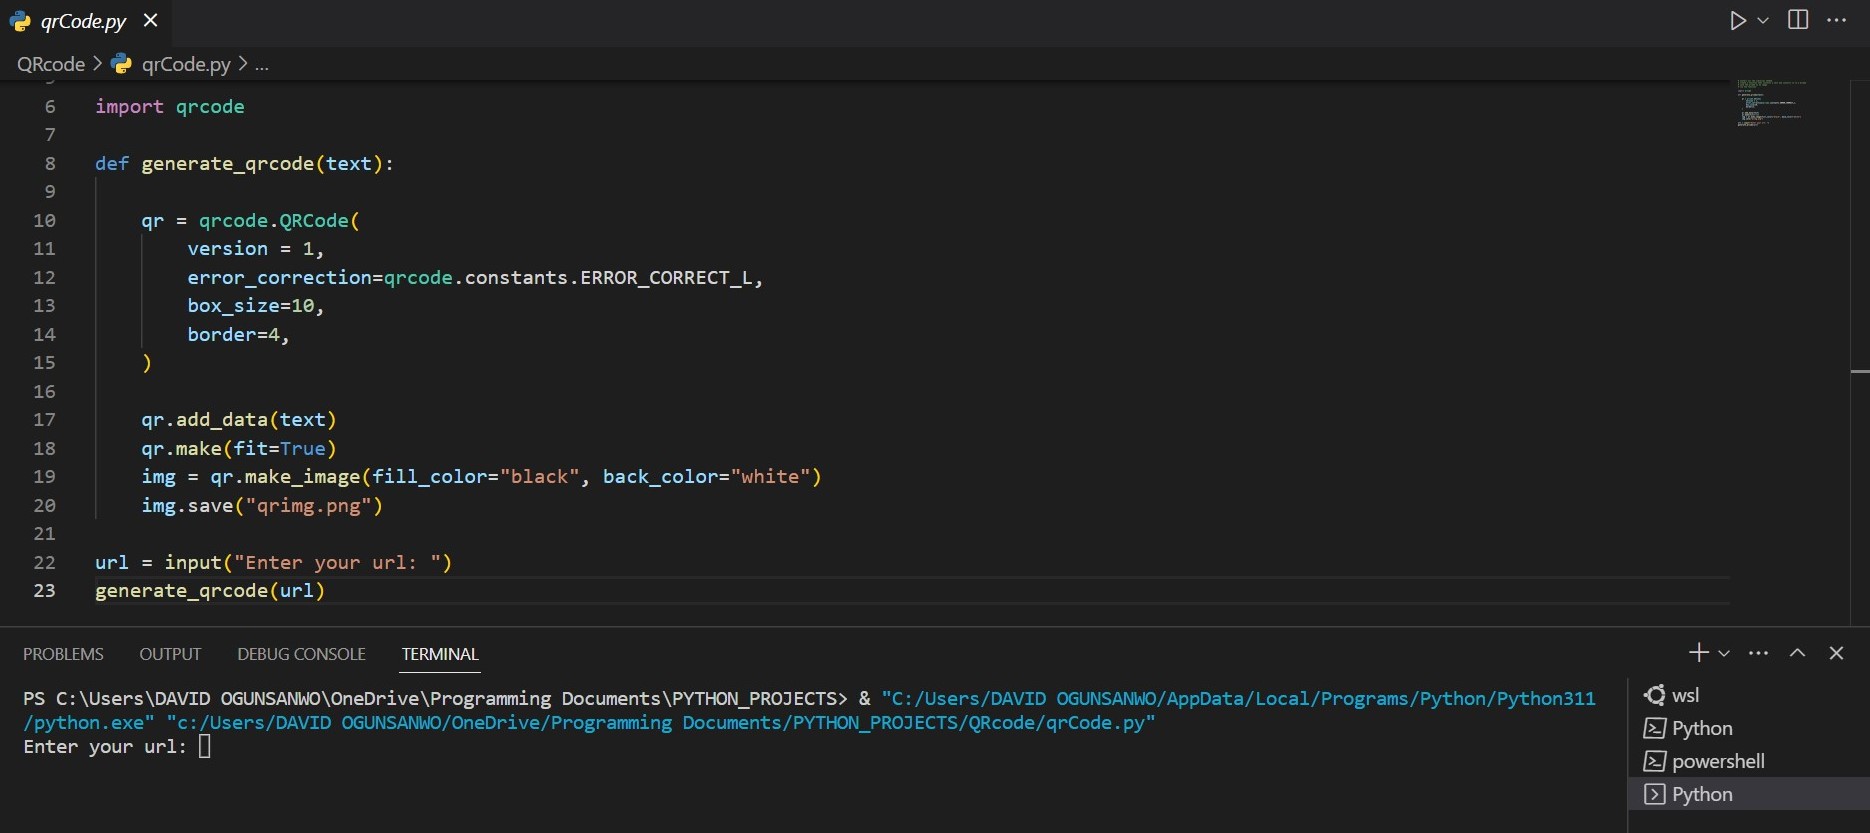 qrCode.py
QRcode > qrCode.py > ...
6 import qrcode
7
8 def generate_qrcode(text):
9
10 qr = qrcode.QRCode(
11 version = 1,
12 error_correction=qrcode.constants.ERROR_CORRECT_L,
13 box_size=10,
14 border=4,
15 )
16
17 qr.add_data(text)
18 qr.make(fit=True)
19 img = qr.make_image(fill_color="black", back_color="white")
20 img.save("qrimg.png")
21
22 url = input("Enter your url: ")
23 generate_qrcode(url)
PROBLEMS OUTPUT DEBUG CONSOLE TERMINAL
PS C:\Users\DAVID OGUNSANWO\OneDrive\Programming Documents\PYTHON_PROJECTS> & "C:/Users/DAVID OGUNSANWO/AppData/Local/Programs/Python/Python311
/python.exe" "c:/Users/DAVID OGUNSANWO/OneDrive/Programming Documents/PYTHON_PROJECTS/QRcode/qrCode.py"
Enter your url:
wsl
Python
powershell
Python